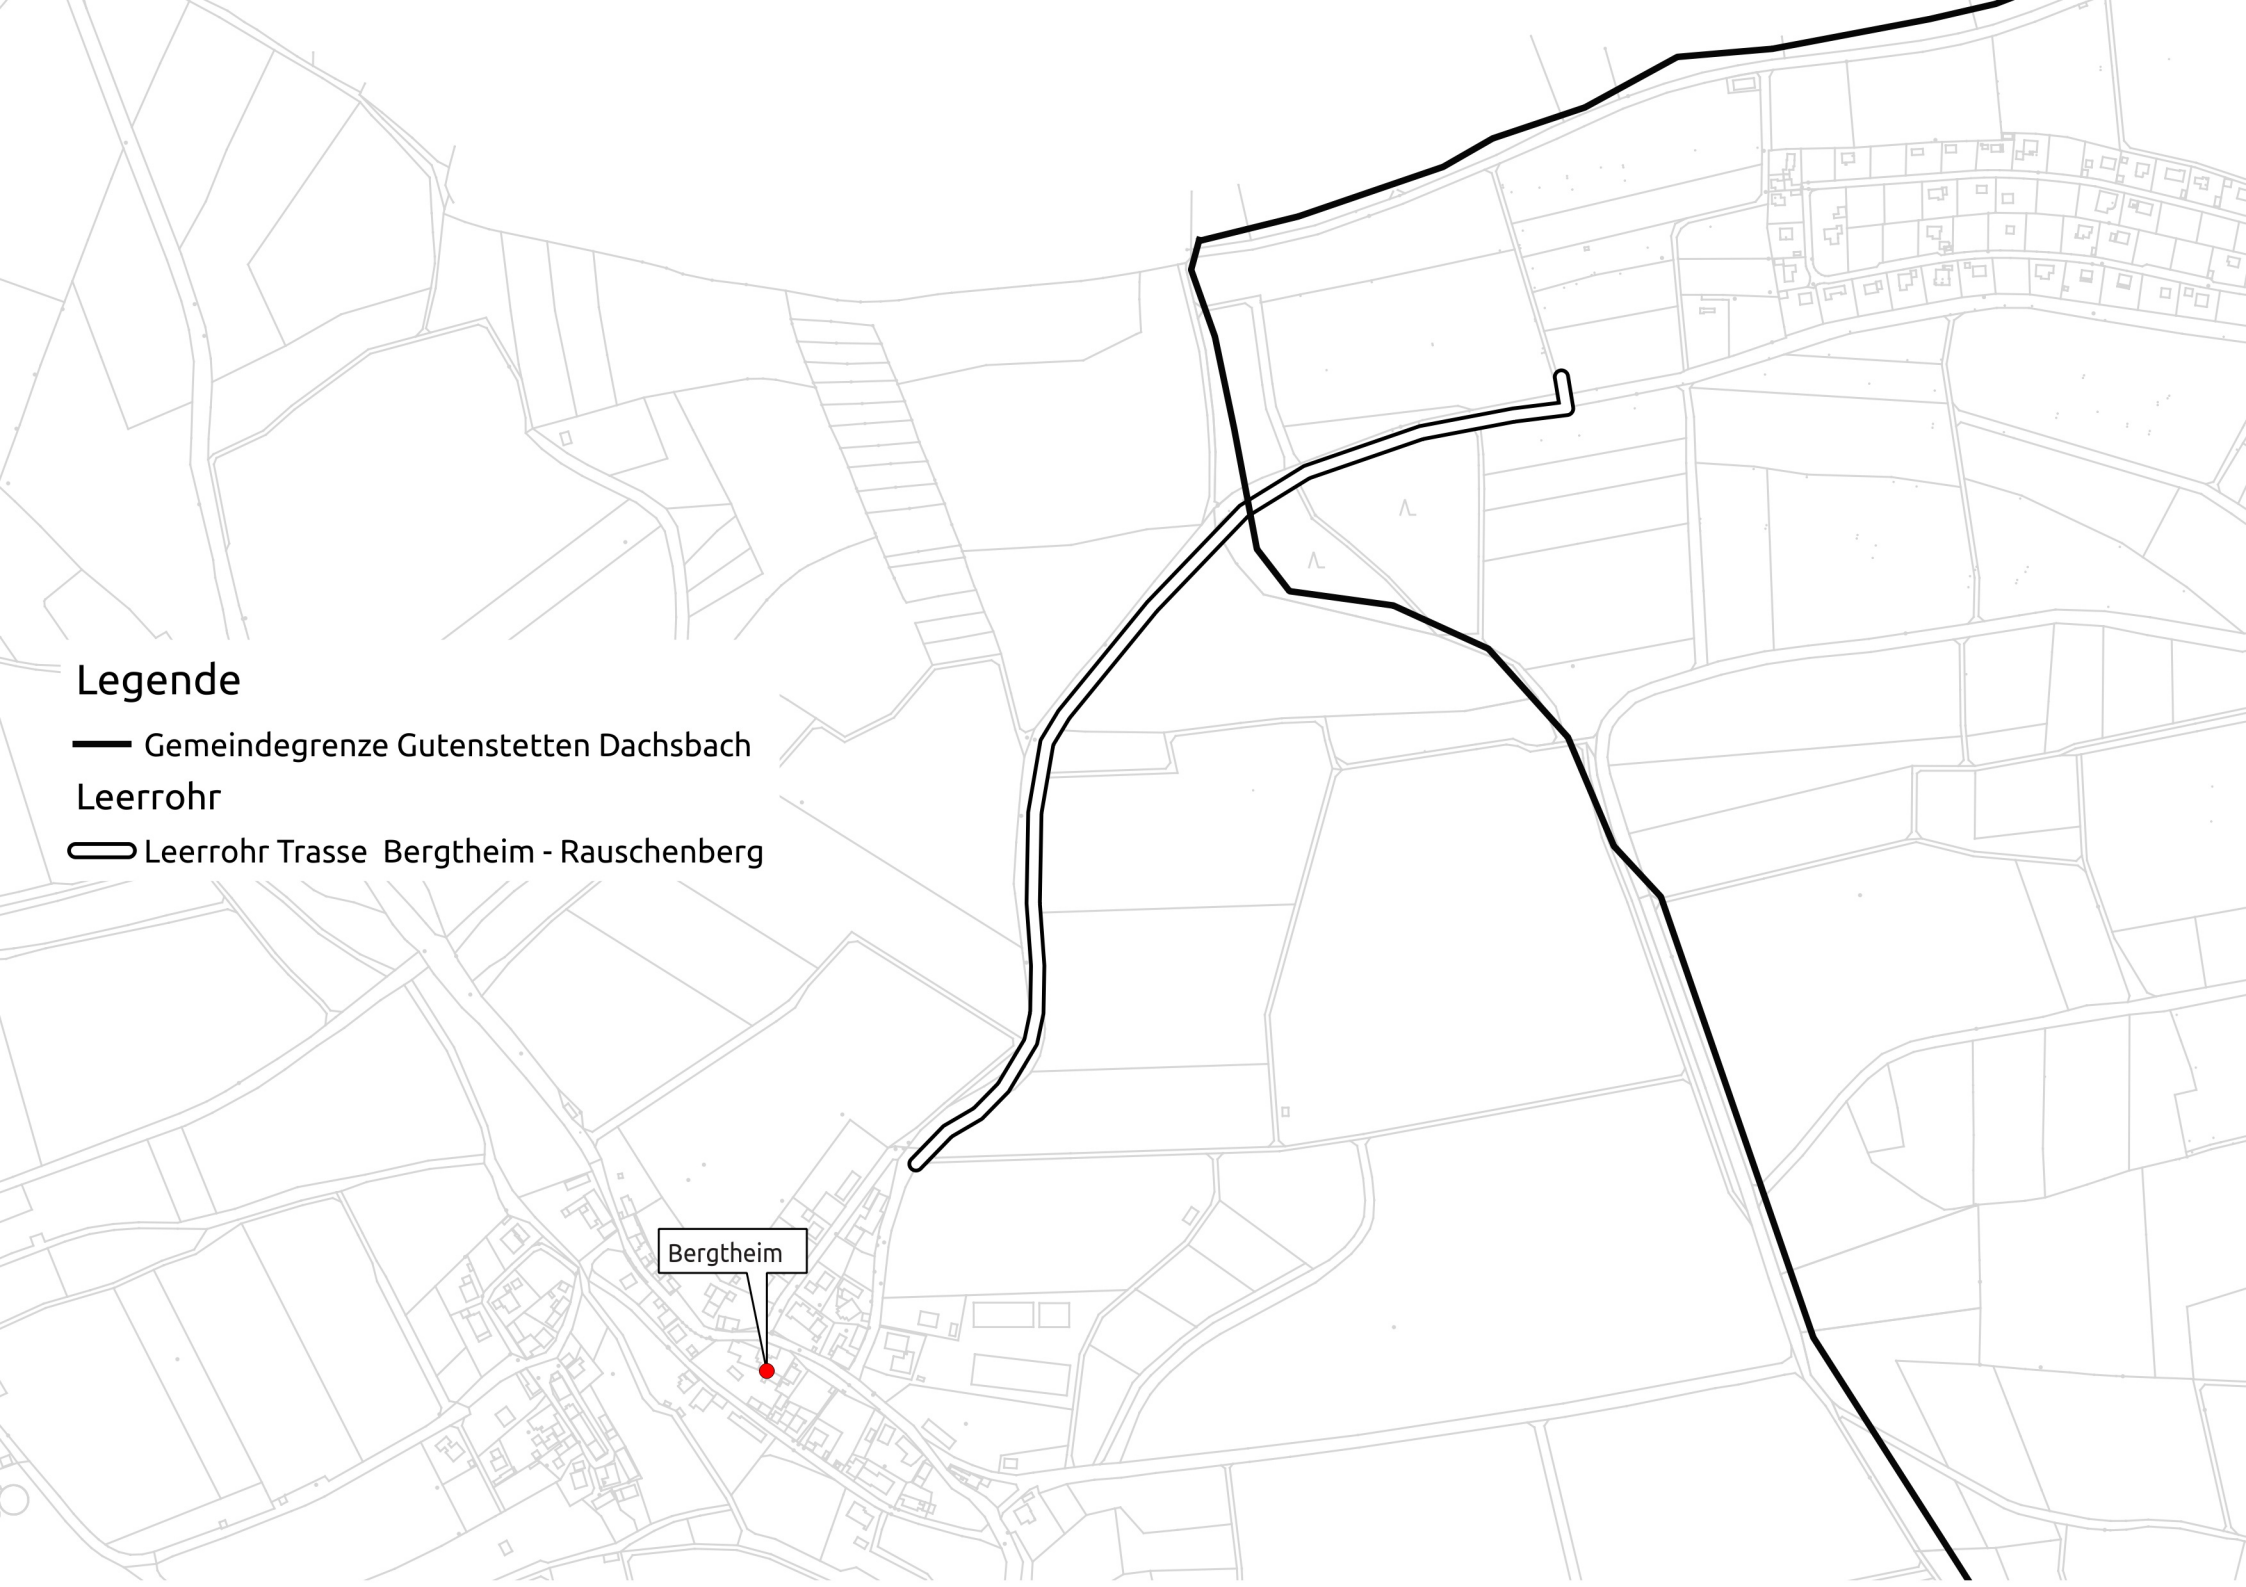 Legende
Gemeindegrenze Gutenstetten Dachsbach
Leerrohr
Leerrohr Trasse  Bergtheim - Rauschenberg
Bergtheim